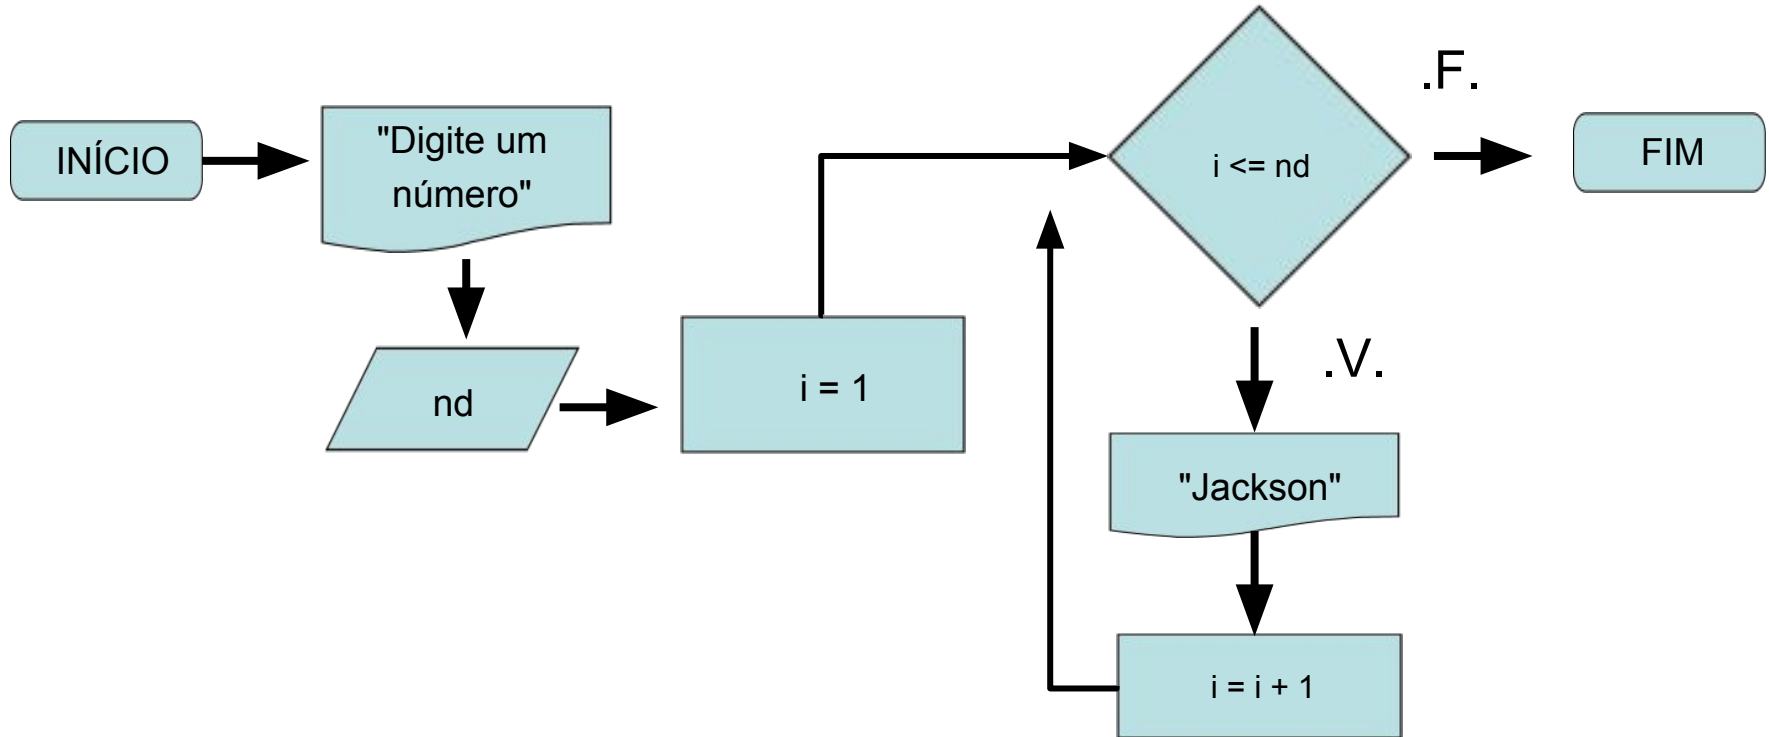 INÍCIO
"Digite um
número"
nd
i = 1
i <= nd
.F.
FIM
.V.
"Jackson"
i = i + 1